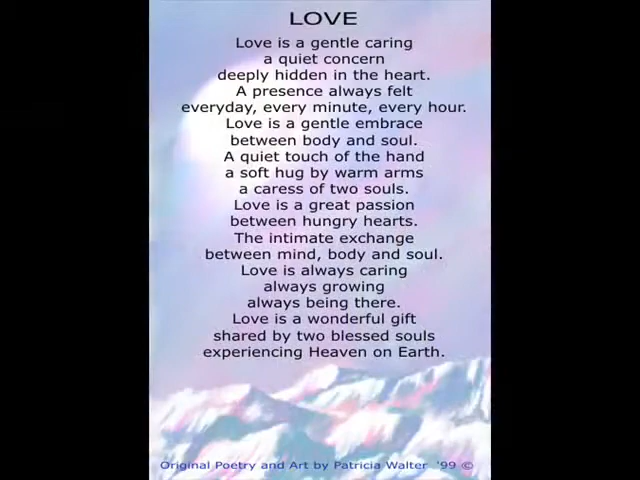 LOVE
Love is a gentle caring
a quiet concern
deeply hidden in the heart.
A presence always felt
everyday, every minute, every hour.
Love is a gentle embrace
between body and soul.
A quiet touch of the hand
a soft hug by warm arms
a caress of two souls.
Love is a great passion
between hungry hearts.
The intimate exchange
between mind, body and soul.
Love is always caring
always growing
always being there.
Love is a wonderful gift
shared by two blessed souls
experiencing Heaven on Earth.
Original Poetry and Art by Patricia Walter '99 ©